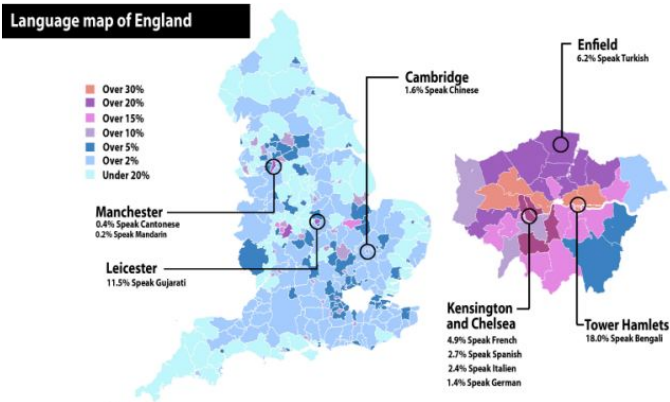 Language map of England
Over 30%
Over 20%
Over 15%
Over 10%
Over 5%
Over 2%
Under 20%
Manchester
0.4% Speak Cantonese
0.2% Speak Mandarin
Leicester
11.5% Speak Gujarati
Cambridge
1.6% Speak Chinese
Enfield
6.2% Speak Turkish
Kensington
and Chelsea
4.9% Speak French
2.7% Speak Spanish
2.4% Speak Italien
1.4% Speak German
Tower Hamlets
18.0% Speak Bengali